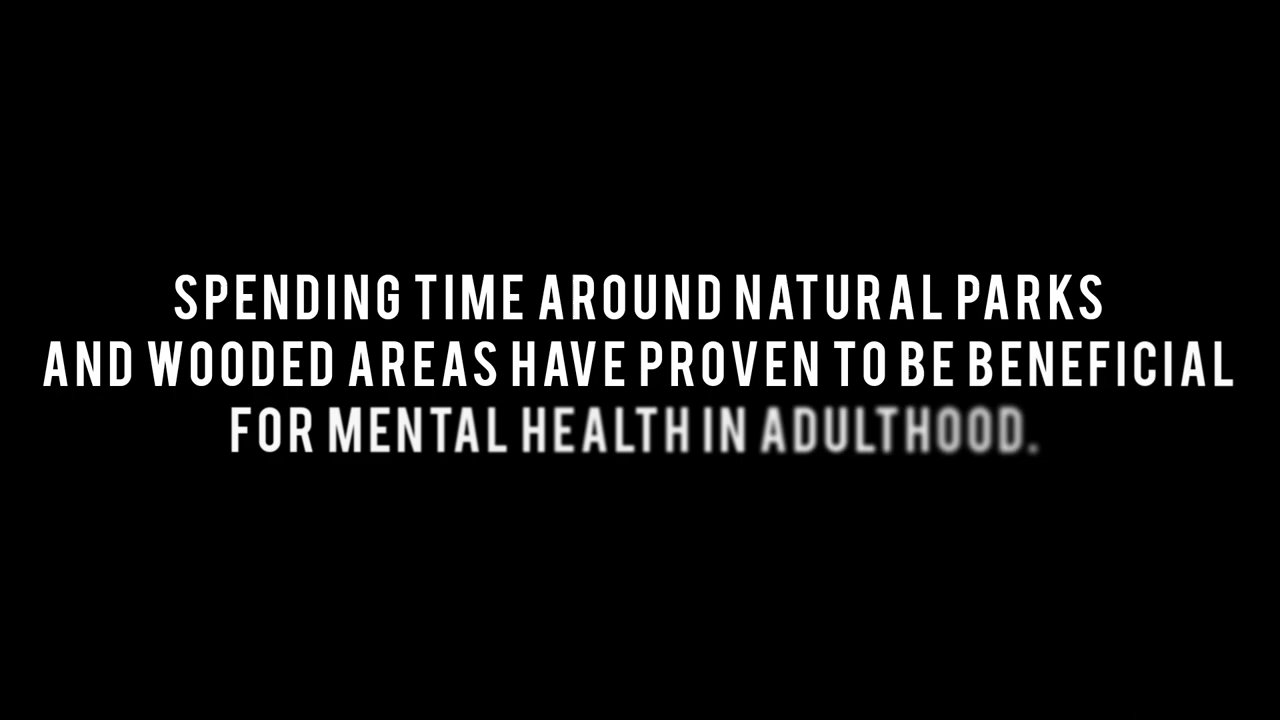 SPENDING TIME AROUND NATURAL PARKS
AND WOODED AREAS HAVE PROVEN TO BE BENEFICIAL
FOR MENTAL HEALTH IN ADULTHOOD.